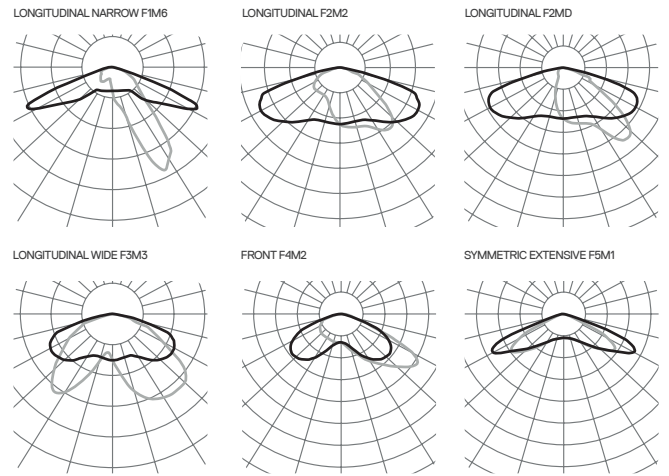 LONGITUDINAL NARROW F1M6
LONGITUDINAL F2M2
LONGITUDINAL F2MD
LONGITUDINAL WIDE F3M3
FRONT F4M2
SYMMETRIC EXTENSIVE F5M1